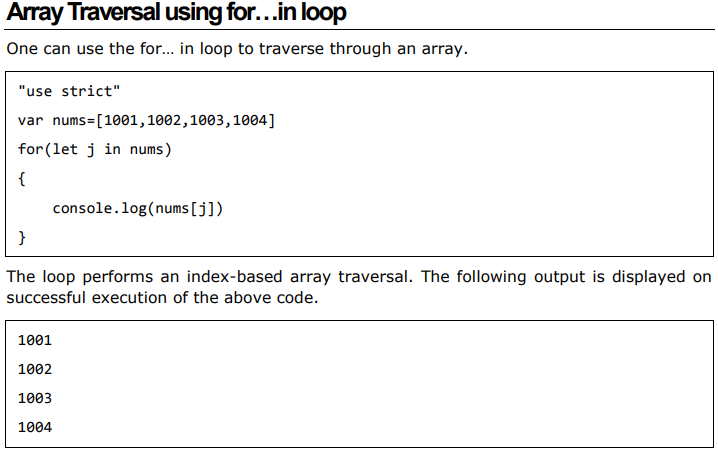 Array Traversal using for…in loop
One can use the for… in loop to traverse through an array.
"use strict"
var nums=[1001,1002,1003,1004]
for(let j in nums)
{
    console.log(nums[j])
}
The loop performs an index-based array traversal. The following output is displayed on
successful execution of the above code.
1001
1002
1003
1004